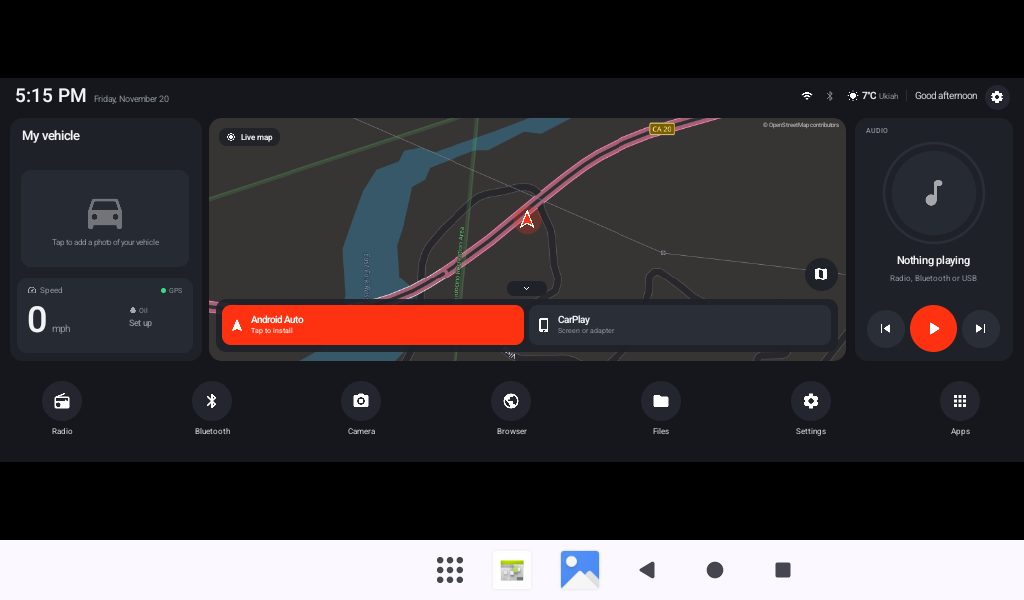 5:15 PM Friday, November 20
7°C Ukiah
Good afternoon
My vehicle
Tap to add a photo of your vehicle
Speed
GPS
0 mph
Oil
Set up
Live map
CA 20
© OpenStreetMap contributors
Android Auto
Tap to install
CarPlay
Screen or adapter
AUDIO
Nothing playing
Radio, Bluetooth or USB
Radio
Bluetooth
Camera
Browser
Files
Settings
Apps